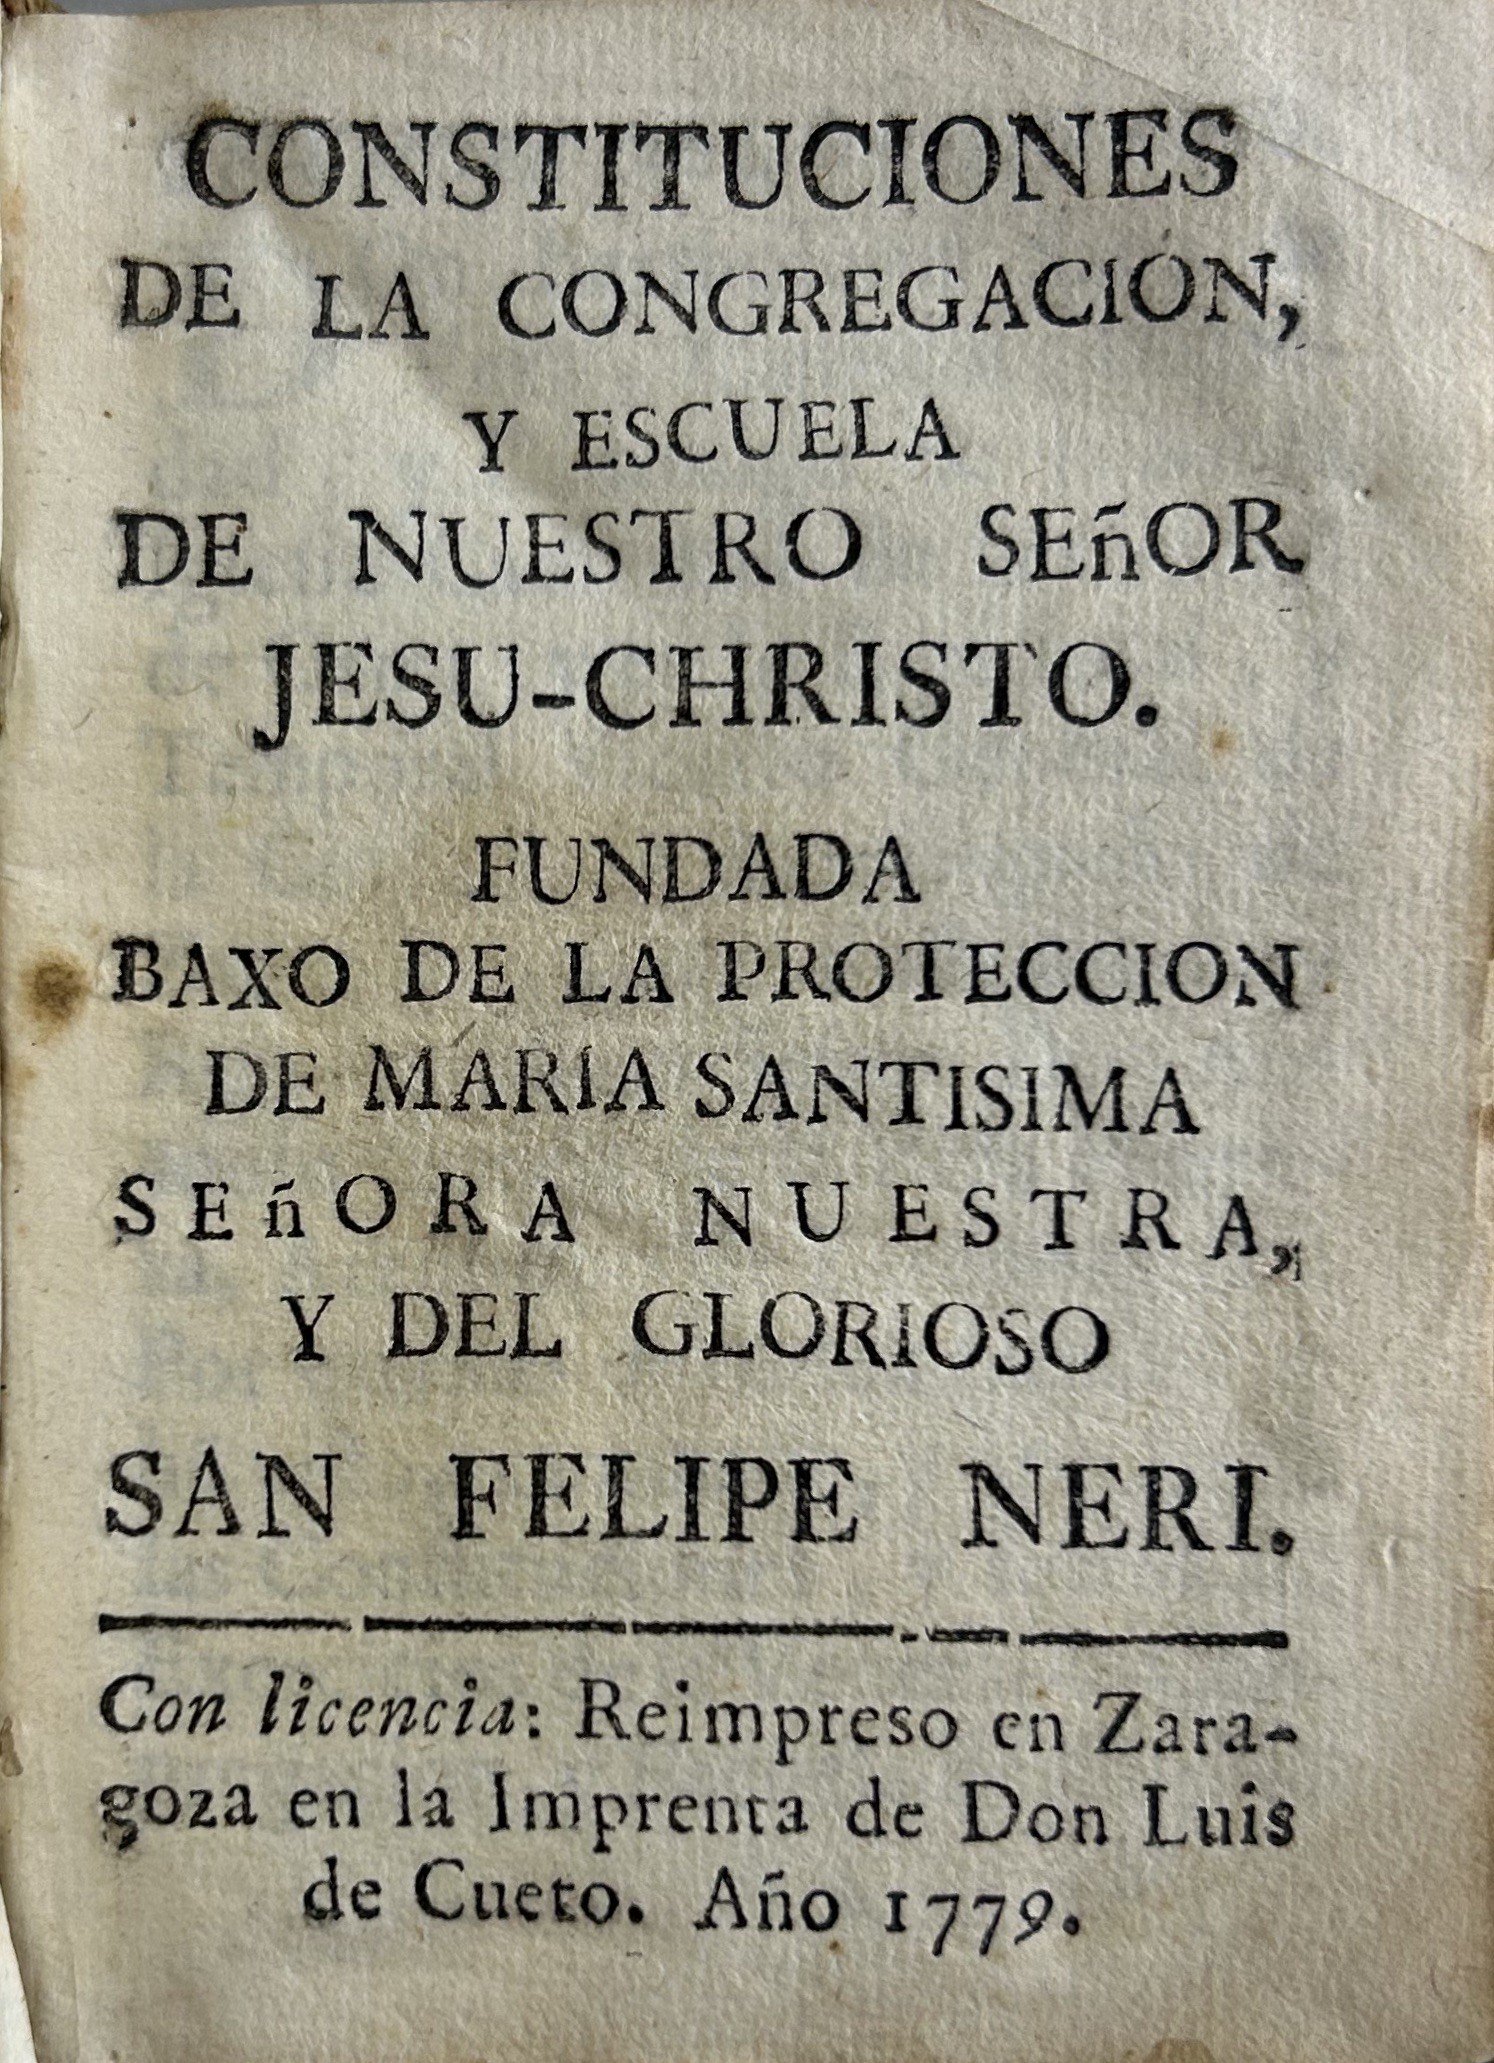 CONSTITUCIONES
DE LA CONGREGACION,
Y ESCUELA
DE NUESTRO SEñOR
JESU-CHRISTO.
FUNDADA
BAXO DE LA PROTECCION
DE MARIA SANTISIMA
SEñORA NUESTRA,
Y DEL GLORIOSO
SAN FELIPE NERI.
Con licencia: Reimpreso en Zara-
goza en la Imprenta de Don Luis
de Cueto. Año 1779.